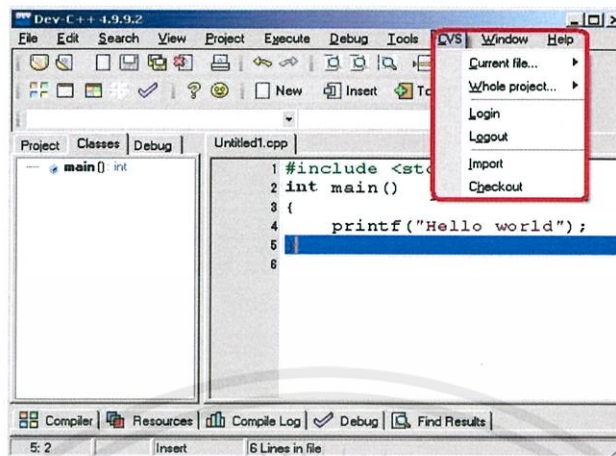 Dev-C++ 4.9.9.2
File Edit Search View Project Execute Debug Tools CVS Window Help
Current file...
Whole project...
Login
Logout
Import
Checkout
New Insert
Project Classes Debug
Untitled1.cpp
main(): int
1 #include
2 int main()
3 {
4 printf("Hello world");
5
6
Compiler Resources Compile Log Debug Find Results
5: 2 Insert 6 Lines in file